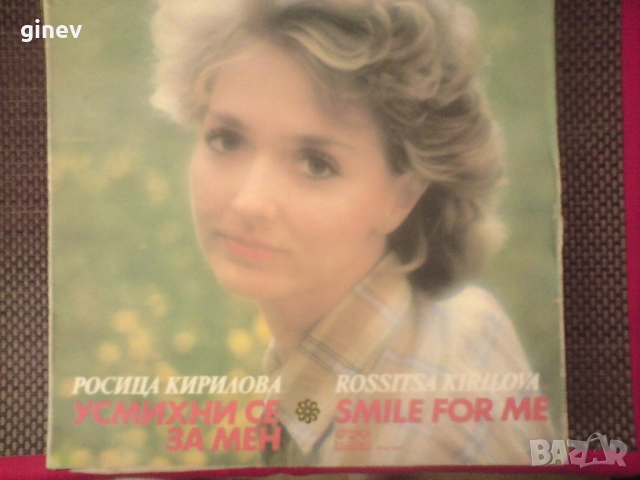 ginev
РОСИЦА КИРИЛОВА
УСМИХНИ СЕ
ЗА МЕН
ROSSITSA KIRILOVA
SMILE FOR ME
BAZAR